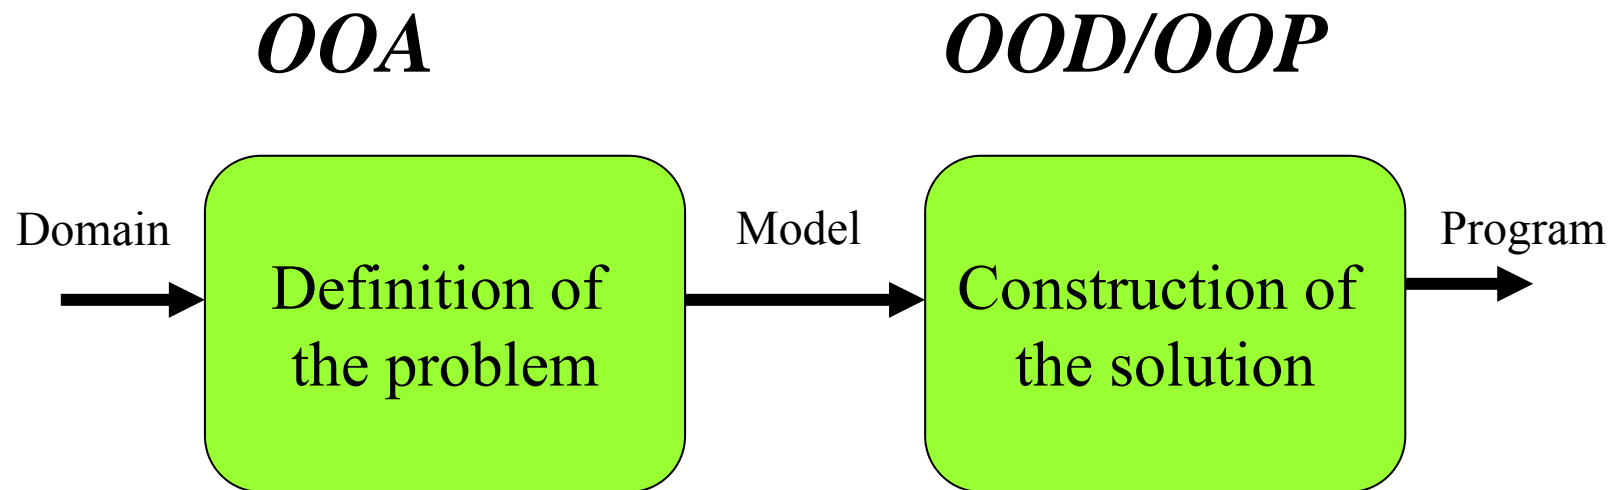 OOA
OOD/OOP
Domain
Model
Program
Definition of
the problem
Construction of
the solution